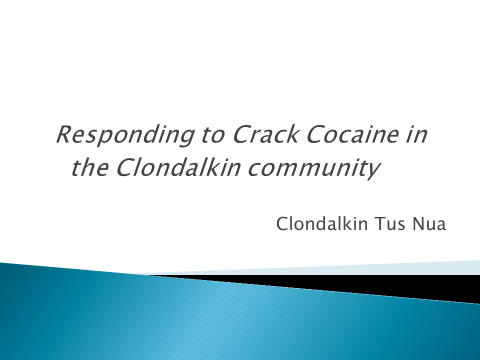 Responding to Crack Cocaine in
the Clondalkin community
Clondalkin Tus Nua